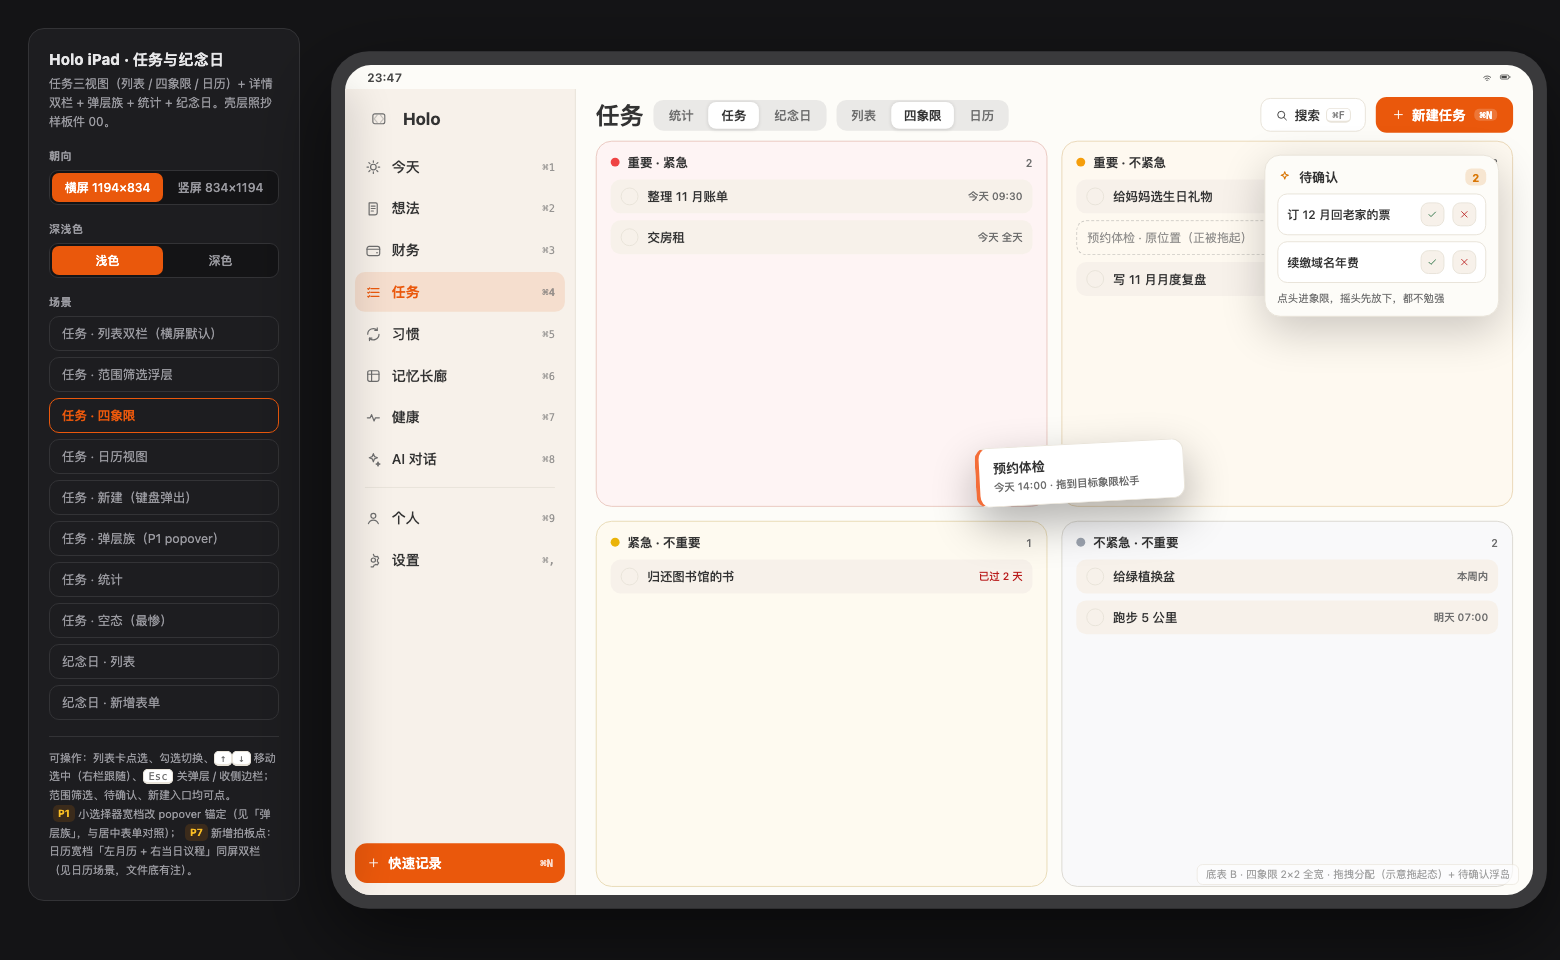 Holo iPad · 任务与纪念日
任务三视图（列表 / 四象限 / 日历）+ 详情
双栏 + 弹层族 + 统计 + 纪念日。壳层照抄
样板件 00。
朝向
横屏 1194×834
竖屏 834×1194
深浅色
浅色
深色
场景
任务 · 列表双栏（横屏默认）
任务 · 范围筛选浮层
任务 · 四象限
任务 · 日历视图
任务 · 新建（键盘弹出）
任务 · 弹层族（P1 popover）
任务 · 统计
任务 · 空态（最惨）
纪念日 · 列表
纪念日 · 新增表单
可操作：列表卡点选、勾选切换、↑ ↓ 移动
选中（右栏跟随）、Esc 关弹层 / 收侧边栏；
范围筛选、待确认、新建入口均可点。
P1 小选择器宽档改 popover 锚定（见「弹
层族」，与居中表单对照）； P7 新增拍板点：
日历宽档「左月历 + 右当日议程」同屏双栏
（见日历场景，文件底有注）。
23:47
Holo
今天 ⌘1
想法 ⌘2
财务 ⌘3
任务 ⌘4
习惯 ⌘5
记忆长廊 ⌘6
健康 ⌘7
AI 对话 ⌘8
个人 ⌘9
设置 ⌘,
+ 快速记录 ⌘N
任务
统计
任务
纪念日
列表
四象限
日历
搜索 ⌘F
+ 新建任务 ⌘N
重要 · 紧急 2
整理 11 月账单 今天 09:30
交房租 今天 全天
重要 · 不紧急
给妈妈选生日礼物
预约体检 · 原位置（正被拖起）
写 11 月月度复盘
待确认 2
订 12 月回老家的票
续缴域名年费
点头进象限，摇头先放下，都不勉强
预约体检
今天 14:00 · 拖到目标象限松手
紧急 · 不重要 1
归还图书馆的书 已过 2 天
不紧急 · 不重要 2
给绿植换盆 本周内
跑步 5 公里 明天 07:00
底表 B · 四象限 2×2 全宽 · 拖拽分配（示意拖起态）+ 待确认浮岛